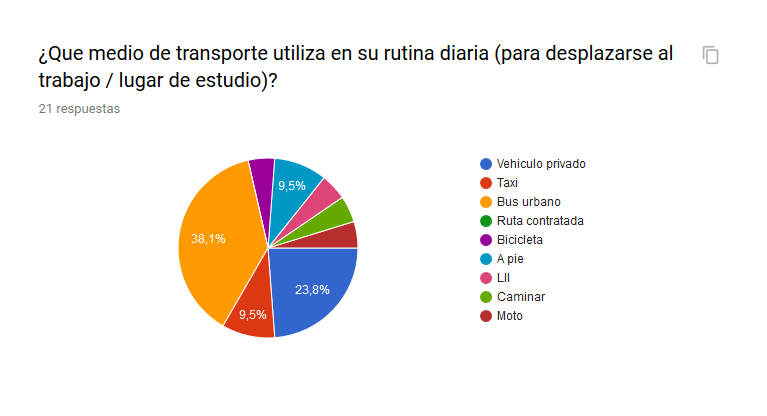 ¿Que medio de transporte utiliza en su rutina diaria (para desplazarse al
trabajo / lugar de estudio)?
21 respuestas
9,5%
38,1%
23,8%
9,5%
Vehiculo privado
Taxi
Bus urbano
Ruta contratada
Bicicleta
A pie
LII
Caminar
Moto